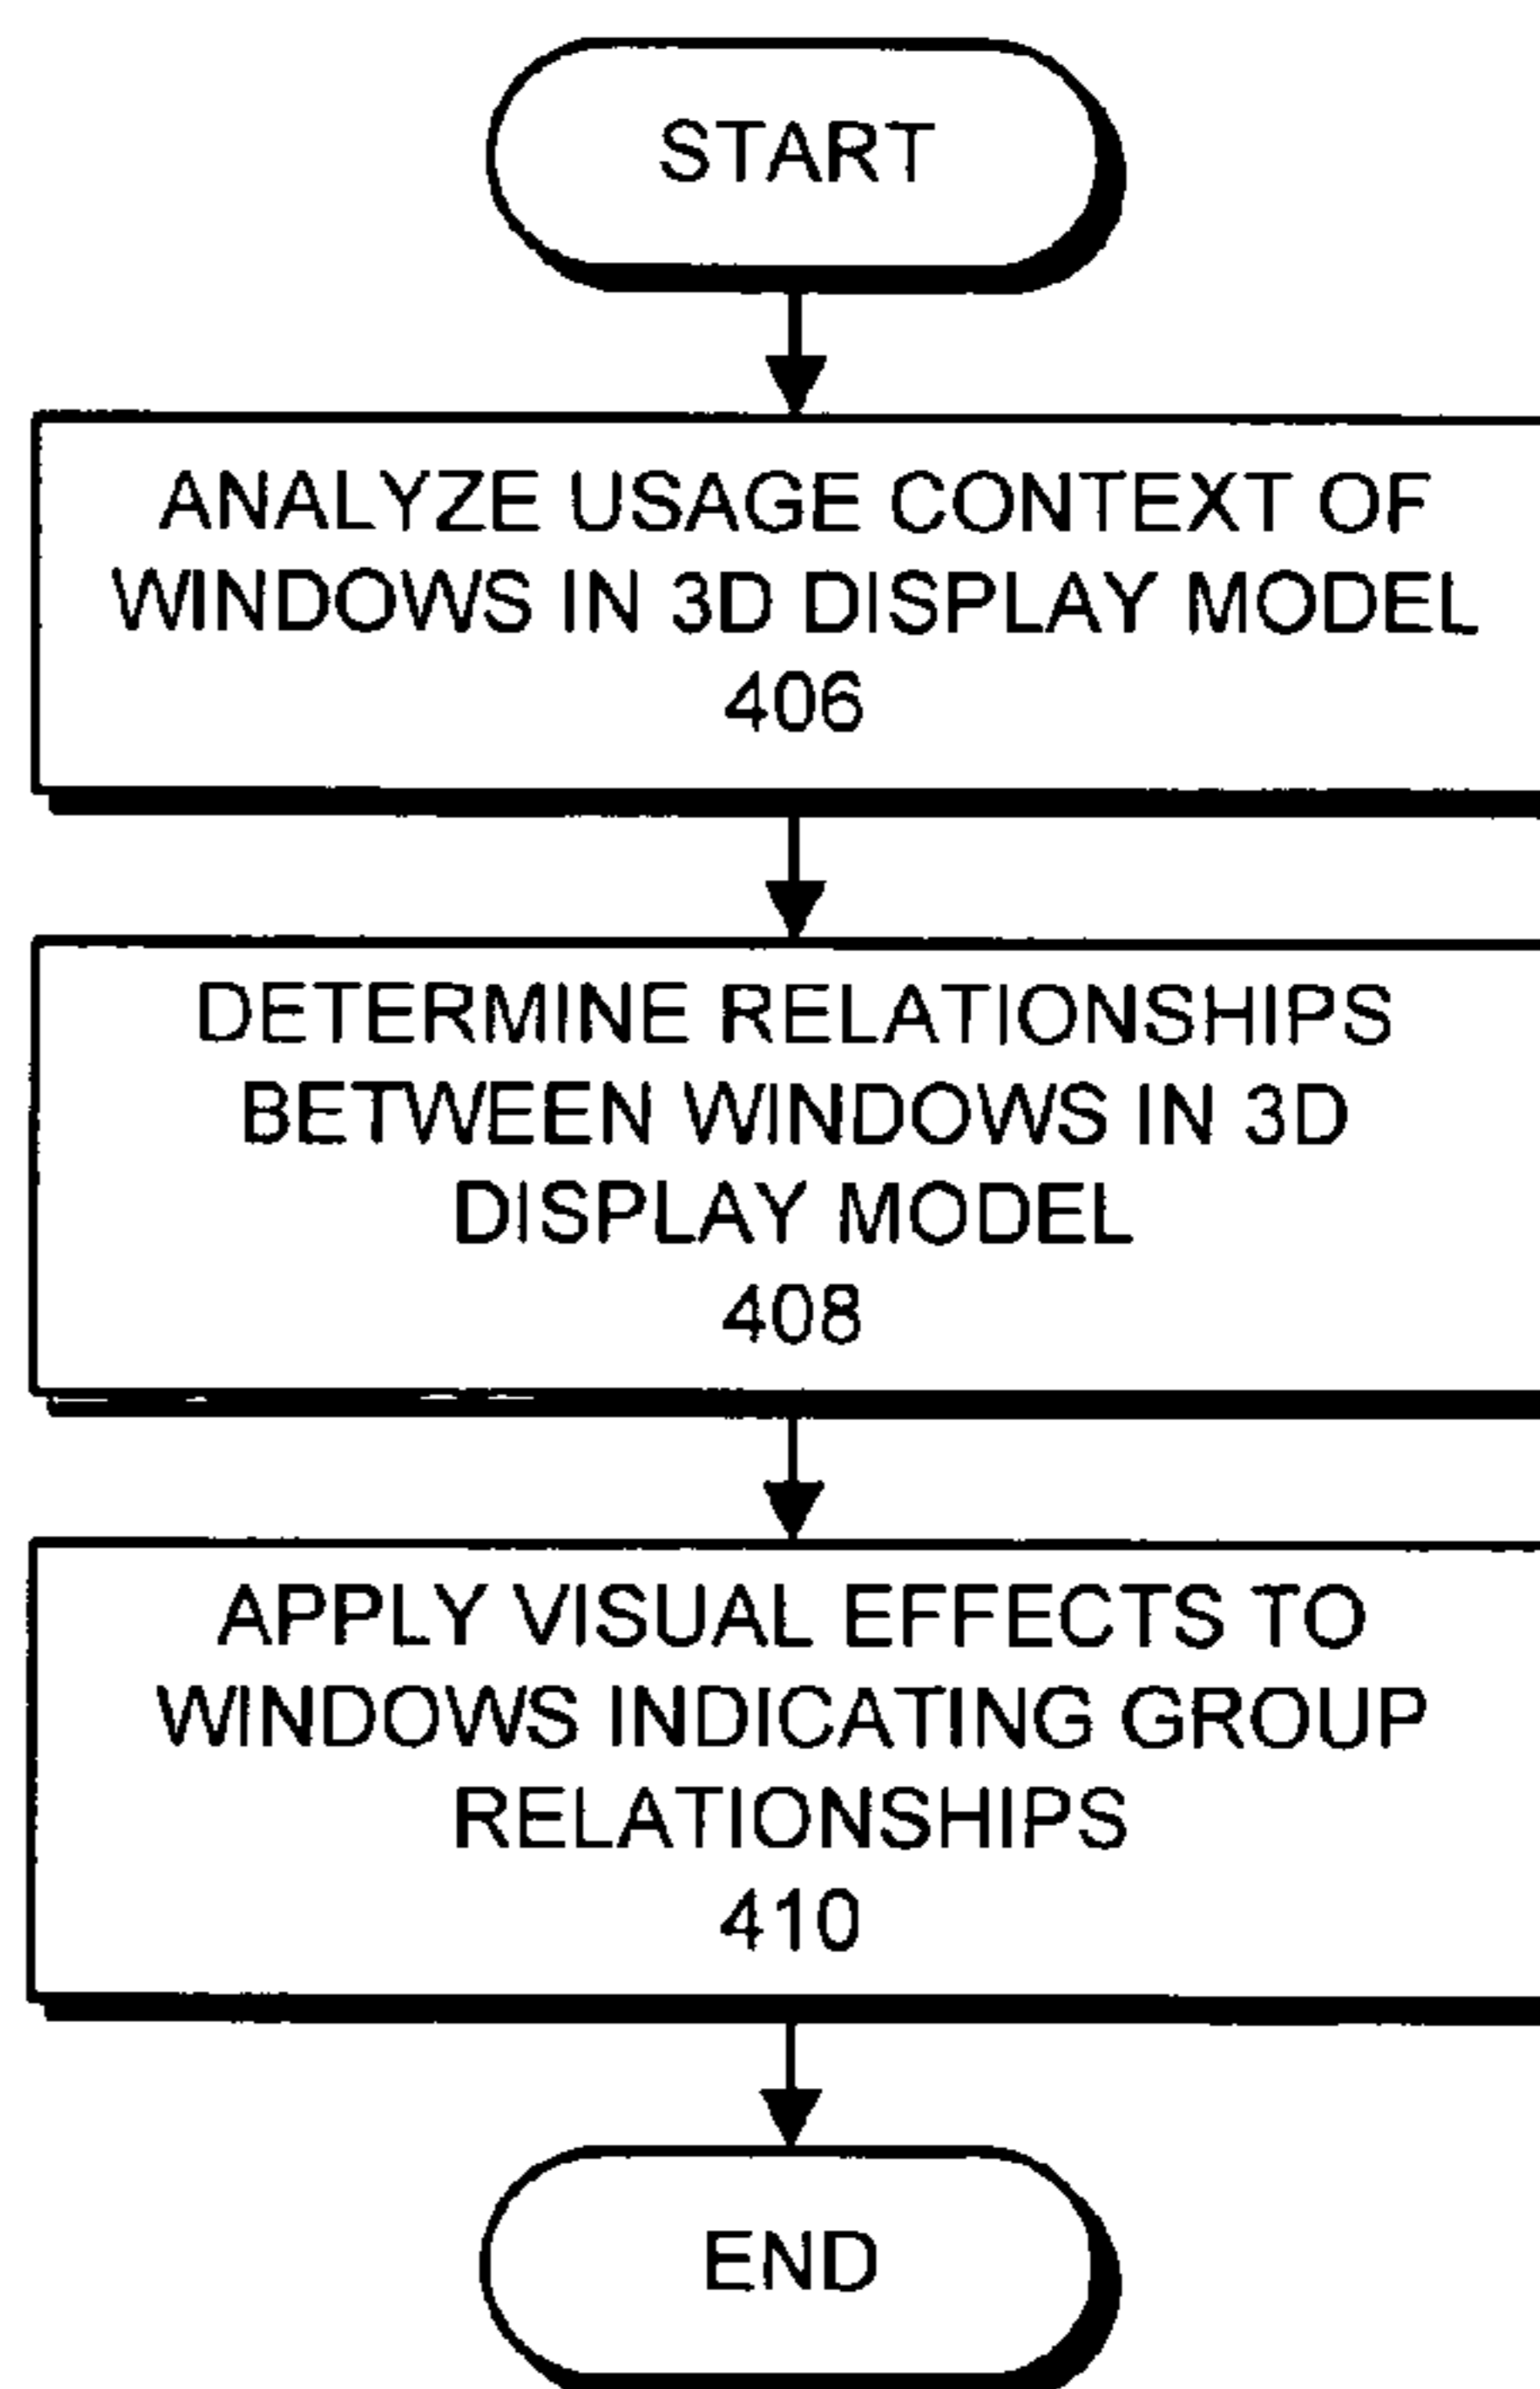 START
ANALYZE USAGE CONTEXT OF
WINDOWS IN 3D DISPLAY MODEL
406
DETERMINE RELATIONSHIPS
BETWEEN WINDOWS IN 3D
DISPLAY MODEL
408
APPLY VISUAL EFFECTS TO
WINDOWS INDICATING GROUP
RELATIONSHIPS
410
END